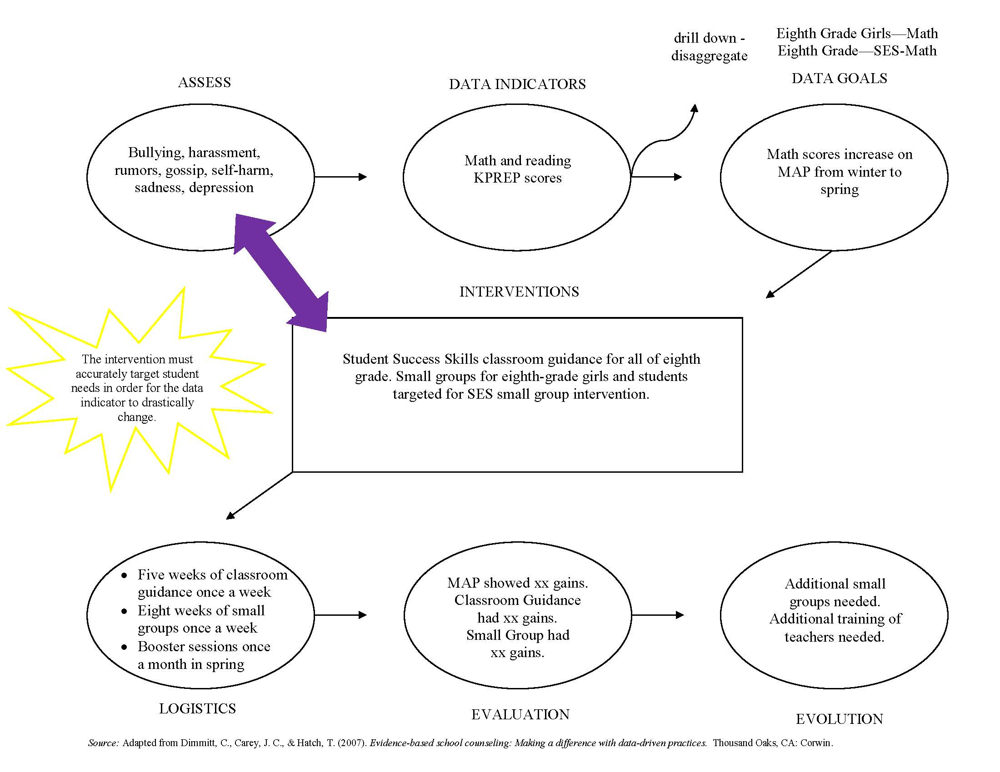 drill down -
disaggregate
Eighth Grade Girls—Math
Eighth Grade—SES-Math
ASSESS
DATA INDICATORS
DATA GOALS
Bullying, harassment,
rumors, gossip, self-harm,
sadness, depression
Math and reading
KPREP scores
Math scores increase on
MAP from winter to
spring
INTERVENTIONS
The intervention must
accurately target student
needs in order for the data
indicator to drastically
change.
Student Success Skills classroom guidance for all of eighth
grade. Small groups for eighth-grade girls and students
targeted for SES small group intervention.
• Five weeks of classroom
guidance once a week
• Eight weeks of small
groups once a week
• Booster sessions once
a month in spring
MAP showed xx gains.
Classroom Guidance
had xx gains.
Small Group had
xx gains.
Additional small
groups needed.
Additional training of
teachers needed.
LOGISTICS
EVALUATION
EVOLUTION
Source: Adapted from Dimmitt, C., Carey, J. C., & Hatch, T. (2007). Evidence-based school counseling: Making a difference with data-driven practices. Thousand Oaks, CA: Corwin.